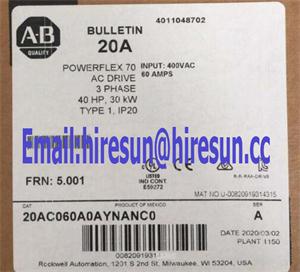 4011048702
A-B
QUALITY
BULLETIN
20A
POWERFLEX 70
AC DRIVE
3 PHASE
40 HP, 30 kW
TYPE 1, IP20
INPUT: 400VAC
60 AMPS
Email:hiresun@hiresun.cc
LISTED
IND CONT
E59272
FRN: 5.001
MAT NO U-00820919314315
CAT
PRODUCT OF MEXICO
SER
20AC060A0AYNANC0
A
DATE 2020/03/02
PLANT 1150
0082091931
Rockwell Automation, 1201 S 2nd St, Milwaukee, WI 53204, USA